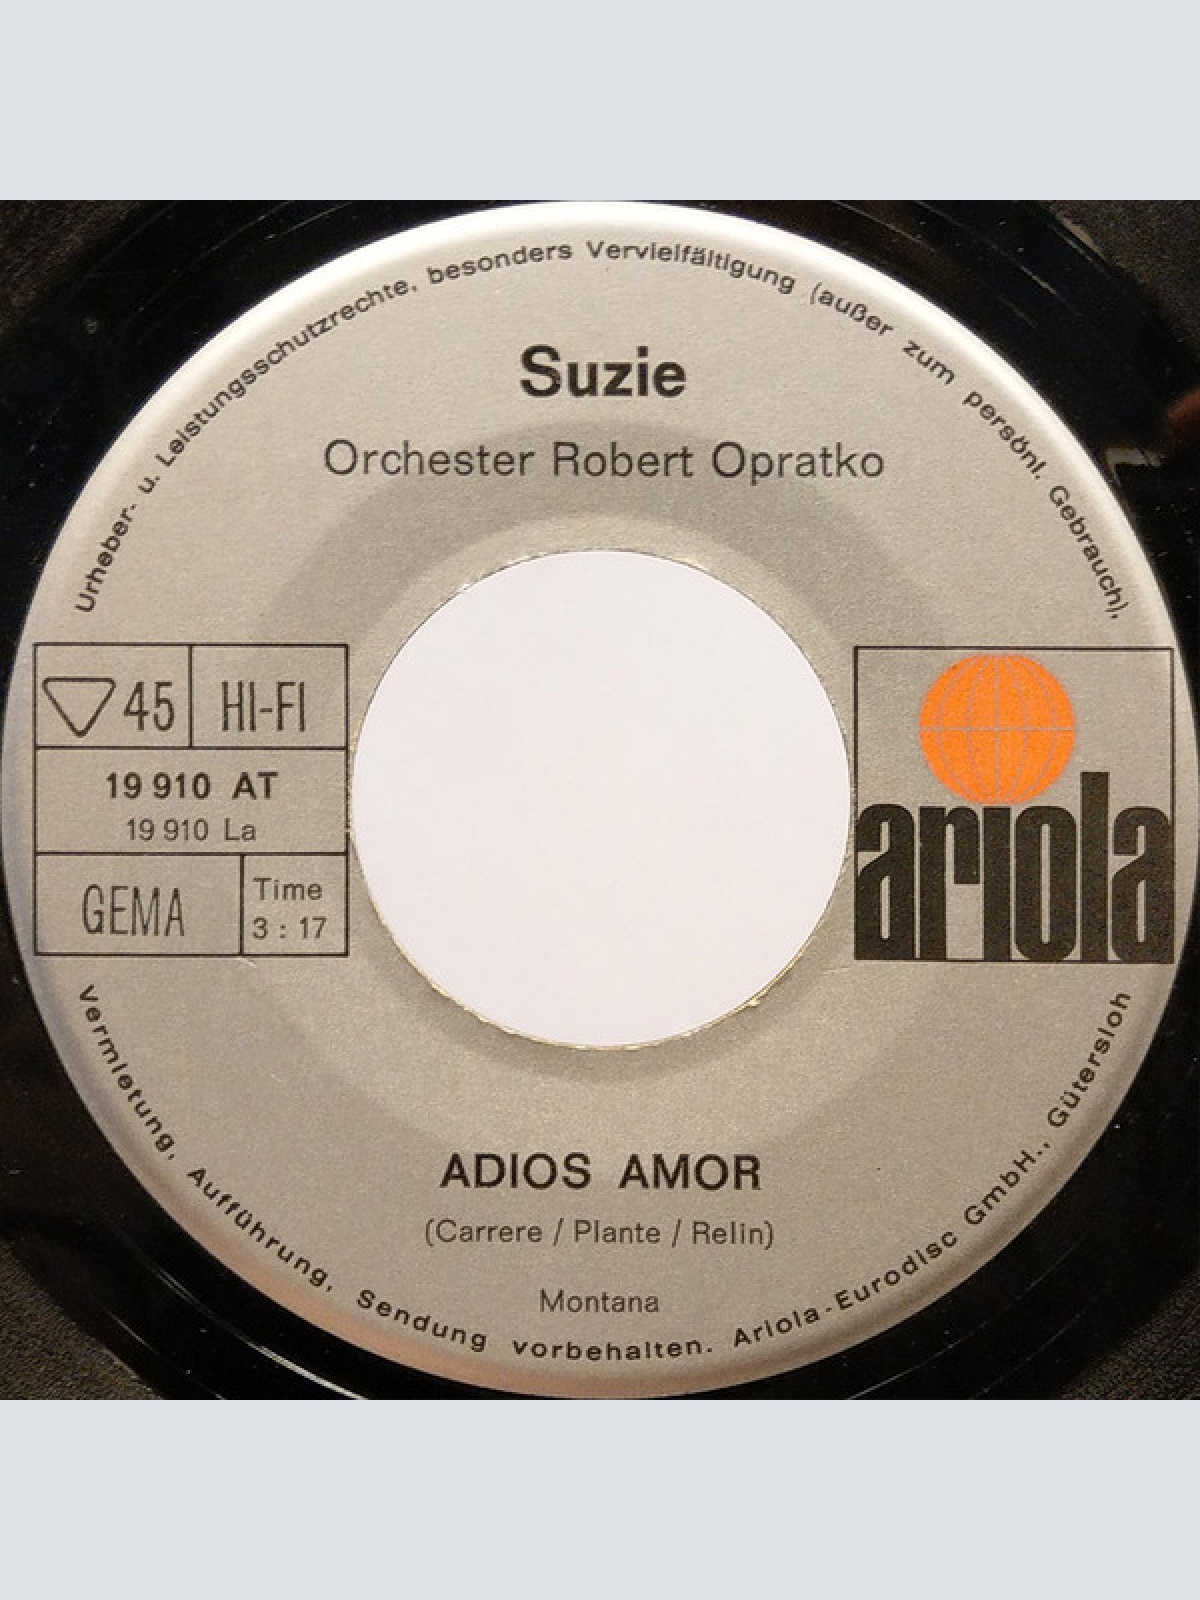 Urheber- u. Leistungsschutzrechte, besonders Vervielfältigung (außer zum persönl. Gebrauch),
Suzie
Orchester Robert Opratko
45
HI-FI
19 910 AT
19 910 La
GEMA
Time
3 : 17
ariola
ADIOS AMOR
(Carrere / Plante / Relin)
Montana
Vermietung, Aufführung, Sendung vorbehalten. Ariola-Eurodisc GmbH., Gütersloh